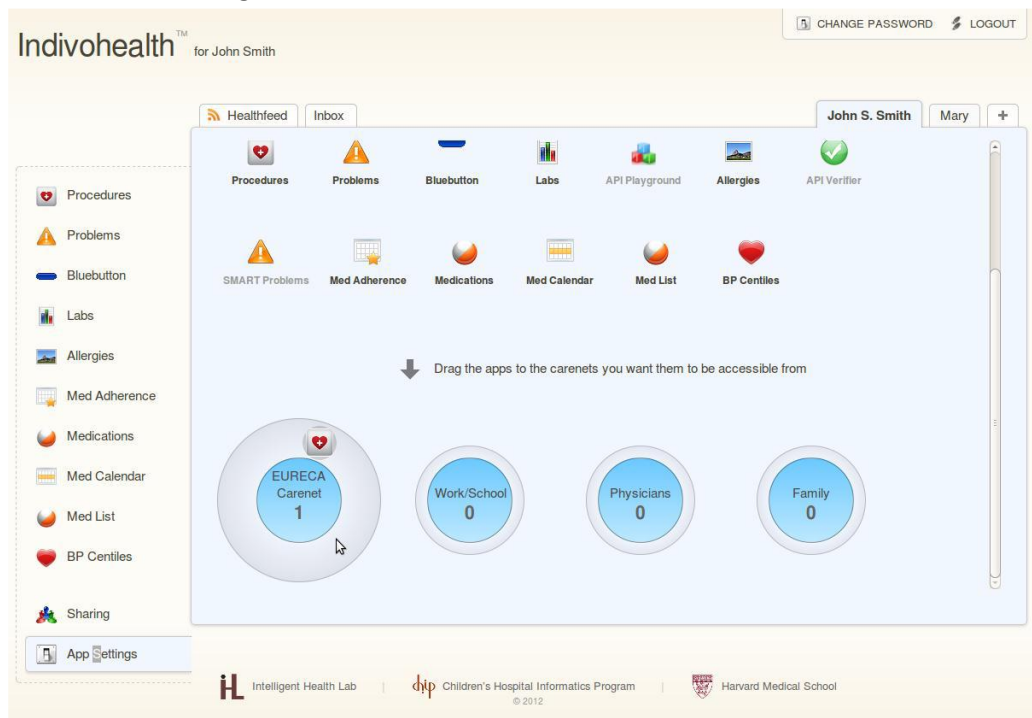 CHANGE PASSWORD LOGOUT
Indivohealth™ for John Smith
Healthfeed Inbox John S. Smith Mary +
Procedures Problems Bluebutton Labs API Playground Allergies API Verifier
SMART Problems Med Adherence Medications Med Calendar Med List BP Centiles
Drag the apps to the carenets you want them to be accessible from
EURECA
Carenet
1
Work/School
0
Physicians
0
Family
0
Procedures
Problems
Bluebutton
Labs
Allergies
Med Adherence
Medications
Med Calendar
Med List
BP Centiles
Sharing
App Settings
iHL Intelligent Health Lab | chip Children's Hospital Informatics Program | Harvard Medical School
© 2012